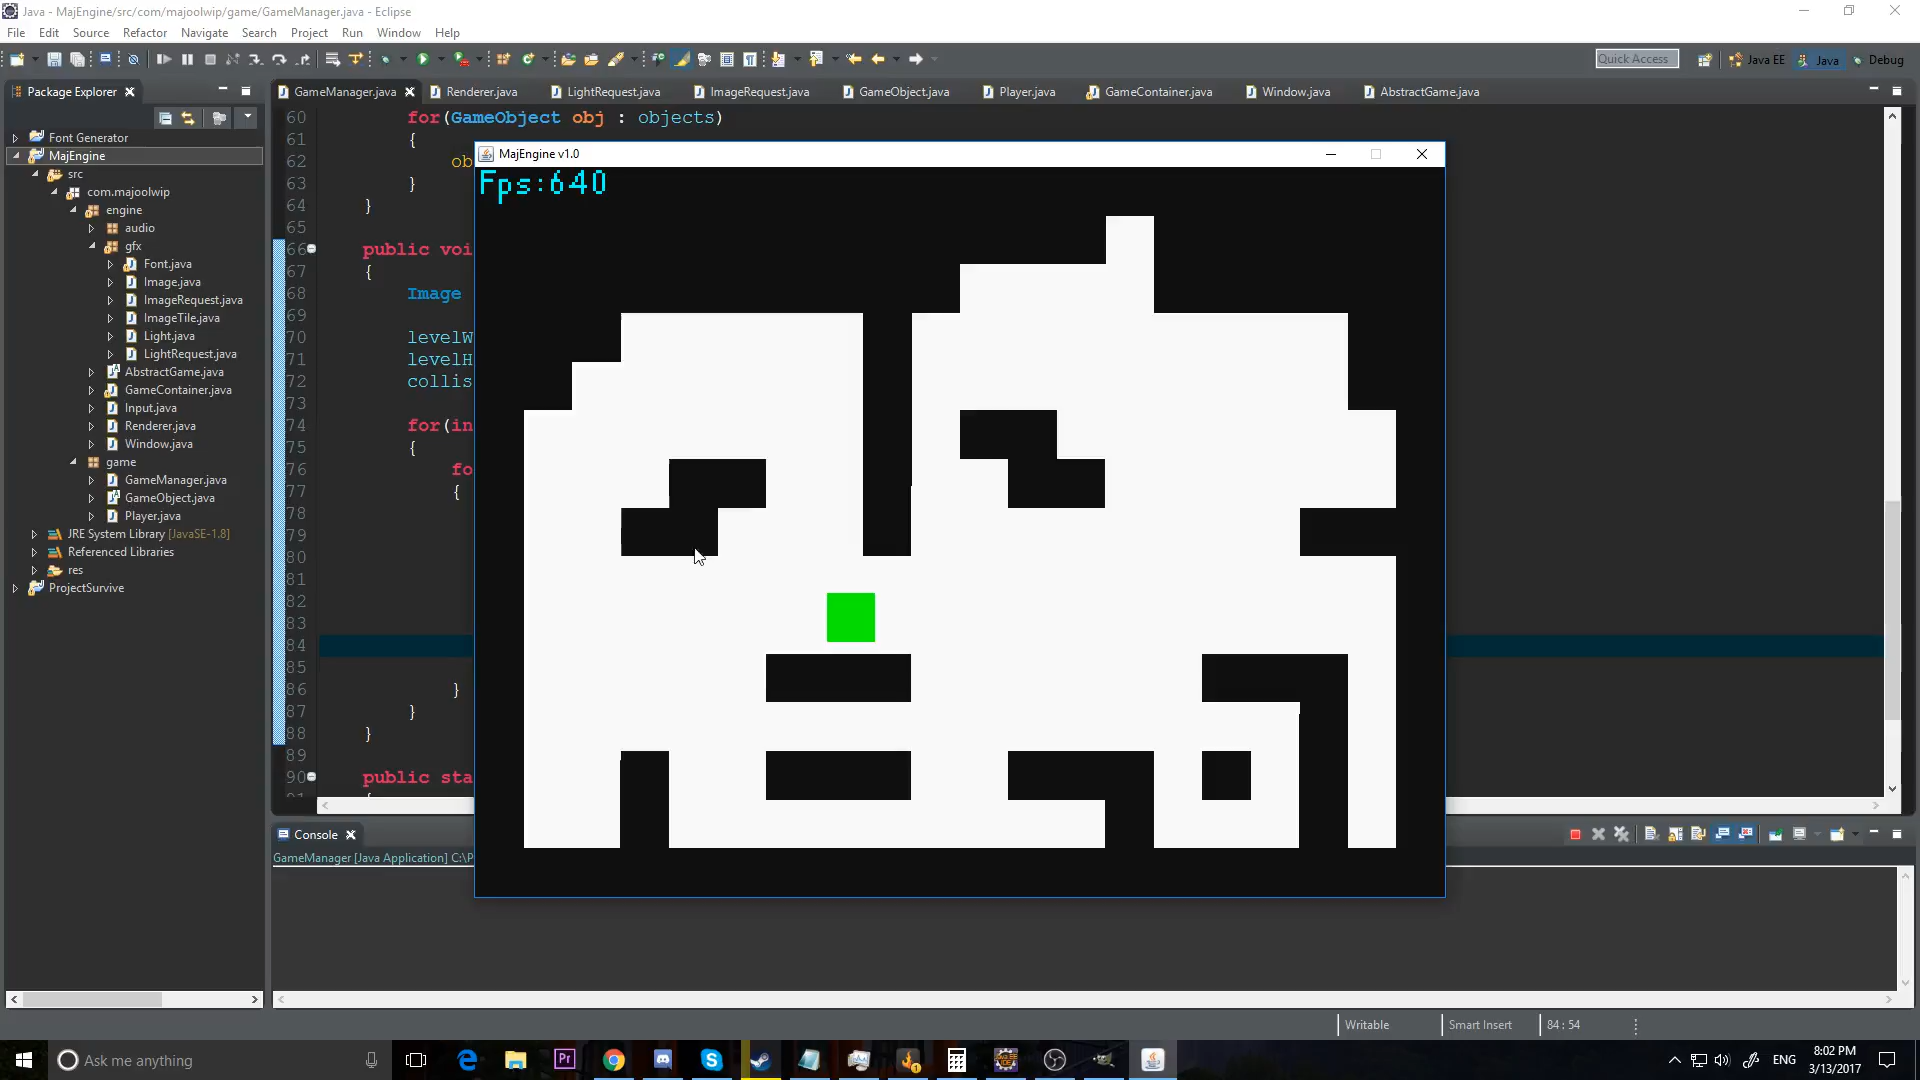 Java - MajEngine/src/com/majoolwip/game/GameManager.java - Eclipse
File Edit Source Refactor Navigate Search Project Run Window Help
Quick Access Java EE Java Debug
Package Explorer
GameManager.java Renderer.java LightRequest.java ImageRequest.java GameObject.java Player.java GameContainer.java Window.java AbstractGame.java
Font Generator
MajEngine
src
com.majoolwip
engine
audio
gfx
Font.java
Image.java
ImageRequest.java
ImageTile.java
Light.java
LightRequest.java
AbstractGame.java
GameContainer.java
Input.java
Renderer.java
Window.java
game
GameManager.java
GameObject.java
Player.java
JRE System Library [JavaSE-1.8]
Referenced Libraries
res
ProjectSurvive
60 for(GameObject obj : objects)
61 {
62 ob
63 }
64 }
65
66 public voi
67 {
68 Image
69
70 levelW
71 levelH
72 collis
73
74 for(in
75 {
76 fo
77 {
78
79
80
81
82
83
84
85
86 }
87 }
88 }
89
90 public sta
MajEngine v1.0
Fps:640
Console
GameManager [Java Application] C:\P
Writable Smart Insert 84 : 54
Ask me anything
Pr
ENG
8:02 PM
3/13/2017